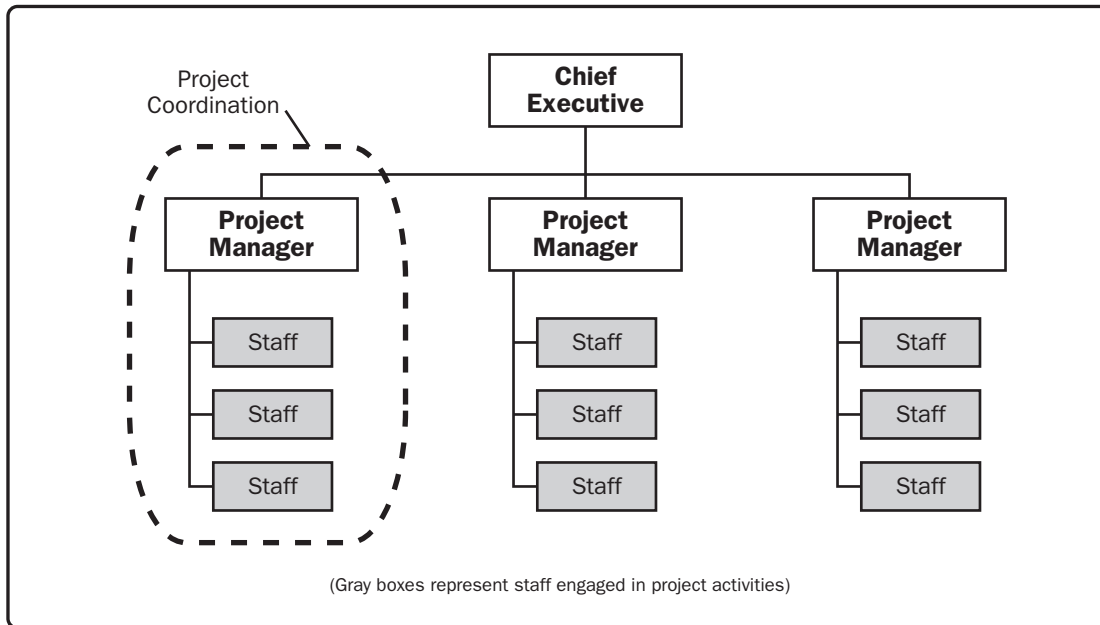 Project
Coordination
Chief
Executive
Project
Manager
Project
Manager
Project
Manager
Staff
Staff
Staff
Staff
Staff
Staff
Staff
Staff
Staff
(Gray boxes represent staff engaged in project activities)